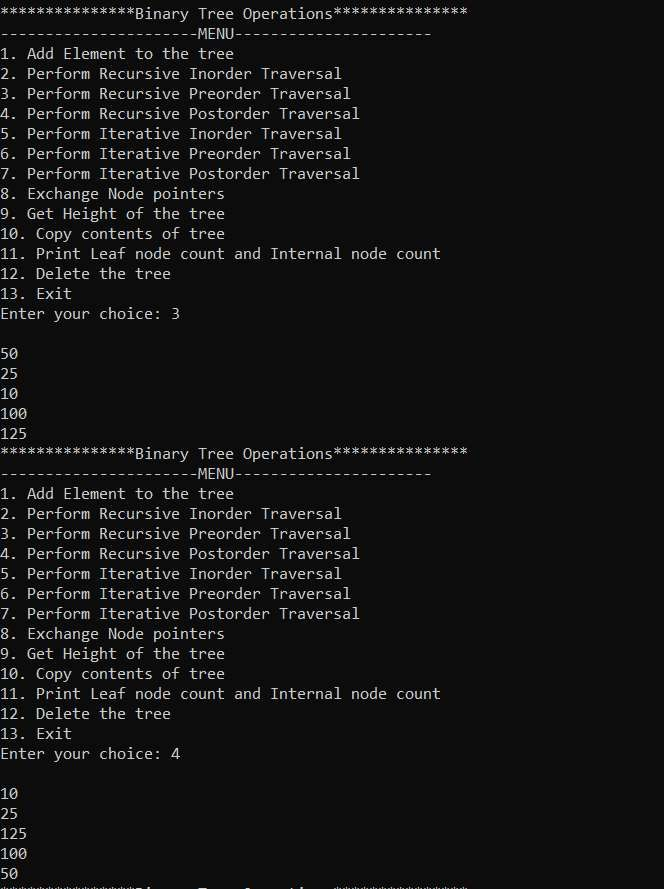 ***************Binary Tree Operations***************
----------------------MENU----------------------
1. Add Element to the tree
2. Perform Recursive Inorder Traversal
3. Perform Recursive Preorder Traversal
4. Perform Recursive Postorder Traversal
5. Perform Iterative Inorder Traversal
6. Perform Iterative Preorder Traversal
7. Perform Iterative Postorder Traversal
8. Exchange Node pointers
9. Get Height of the tree
10. Copy contents of tree
11. Print Leaf node count and Internal node count
12. Delete the tree
13. Exit
Enter your choice: 3
50
25
10
100
125
***************Binary Tree Operations***************
----------------------MENU----------------------
1. Add Element to the tree
2. Perform Recursive Inorder Traversal
3. Perform Recursive Preorder Traversal
4. Perform Recursive Postorder Traversal
5. Perform Iterative Inorder Traversal
6. Perform Iterative Preorder Traversal
7. Perform Iterative Postorder Traversal
8. Exchange Node pointers
9. Get Height of the tree
10. Copy contents of tree
11. Print Leaf node count and Internal node count
12. Delete the tree
13. Exit
Enter your choice: 4
10
25
125
100
50